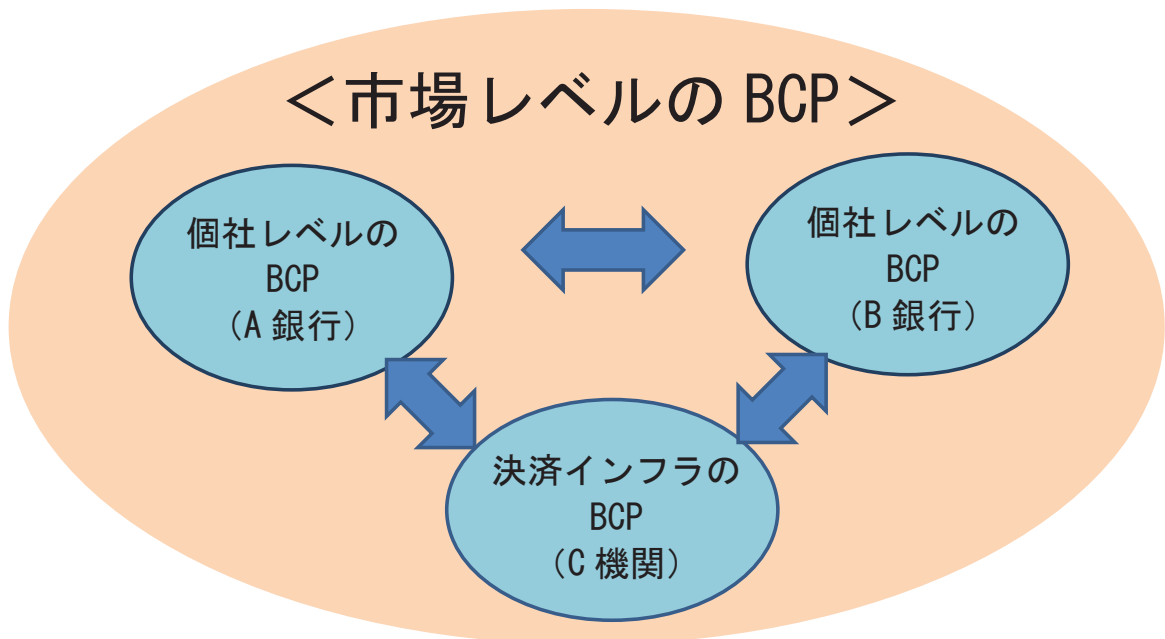 ＜市場レベルの BCP＞
個社レベルの
BCP
（A 銀行）
個社レベルの
BCP
（B 銀行）
決済インフラの
BCP
（C 機関）